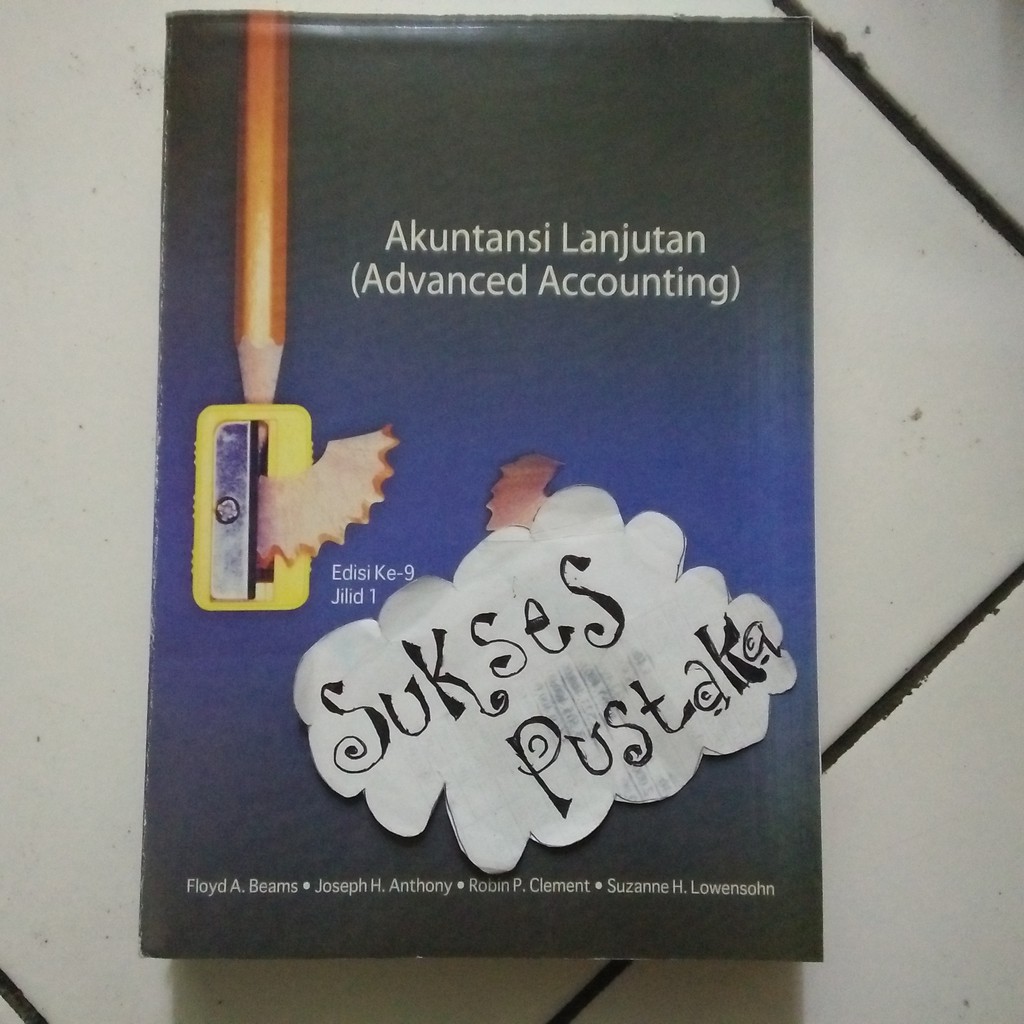 Akuntansi Lanjutan
(Advanced Accounting)
Edisi Ke-9
Jilid 1
Sukses
Pustaka
Floyd A. Beams • Joseph H. Anthony • Robin P. Clement • Suzanne H. Lowensohn